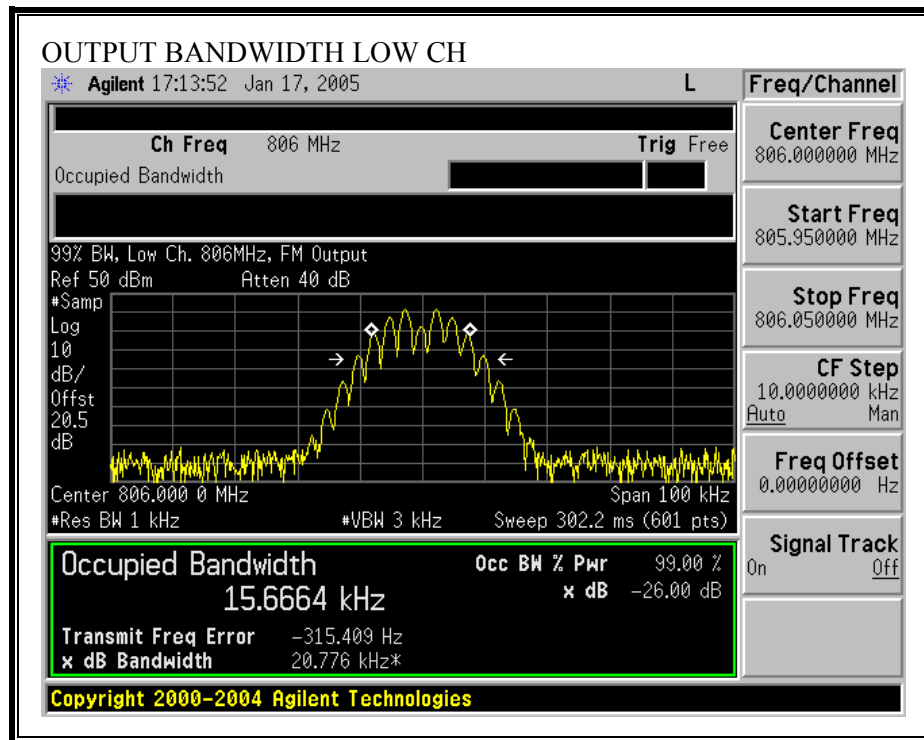 OUTPUT BANDWIDTH LOW CH
Agilent 17:13:52 Jan 17, 2005 L
Freq/Channel
Ch Freq 806 MHz Trig Free
Occupied Bandwidth
Center Freq
806.000000 MHz
Start Freq
805.950000 MHz
Stop Freq
806.050000 MHz
CF Step
10.0000000 kHz
Auto Man
Freq Offset
0.00000000 Hz
Signal Track
On Off
99% BW, Low Ch. 806MHz, FM Output
Ref 50 dBm Atten 40 dB
#Samp
Log
10
dB/
Offst
20.5
dB
Center 806.000 0 MHz Span 100 kHz
#Res BW 1 kHz #VBW 3 kHz Sweep 302.2 ms (601 pts)
Occupied Bandwidth Occ BW % Pwr 99.00 %
15.6664 kHz x dB -26.00 dB
Transmit Freq Error -315.409 Hz
x dB Bandwidth 20.776 kHz*
Copyright 2000-2004 Agilent Technologies